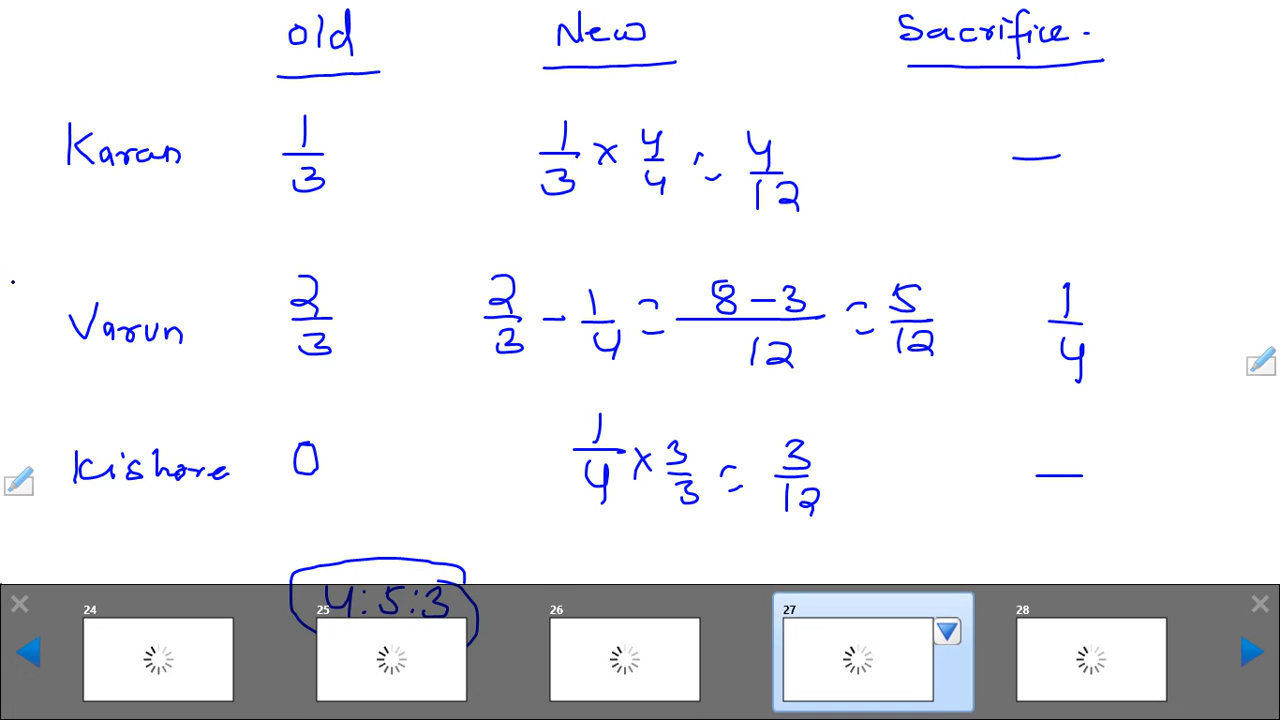 Old New Sacrifice.
Karan 1/3 1/3 × 4/4 = 4/12 —
Varun 2/3 2/3 − 1/4 = 8−3/12 = 5/12 1/4
Kishore 0 1/4 × 3/3 = 3/12 —
4:5:3
24 25 26 27 28